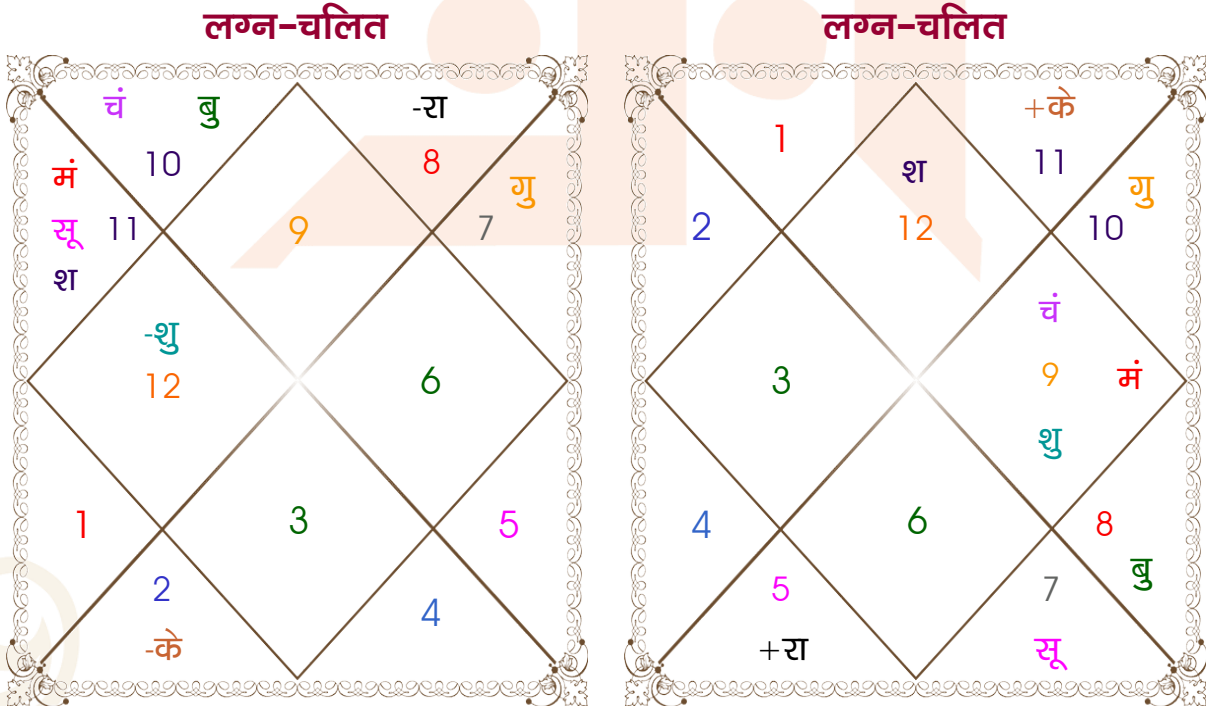 लग्न-चलित
चं बु
-रा
10
8
मं
गु
सू 11
9
7
श
-शु
12
6
1
3
5
2
4
-के
लग्न-चलित
+के
1
श
11
गु
2
12
10
चं
3
9 मं
शु
4
6
8
5
7
बु
+रा
सू